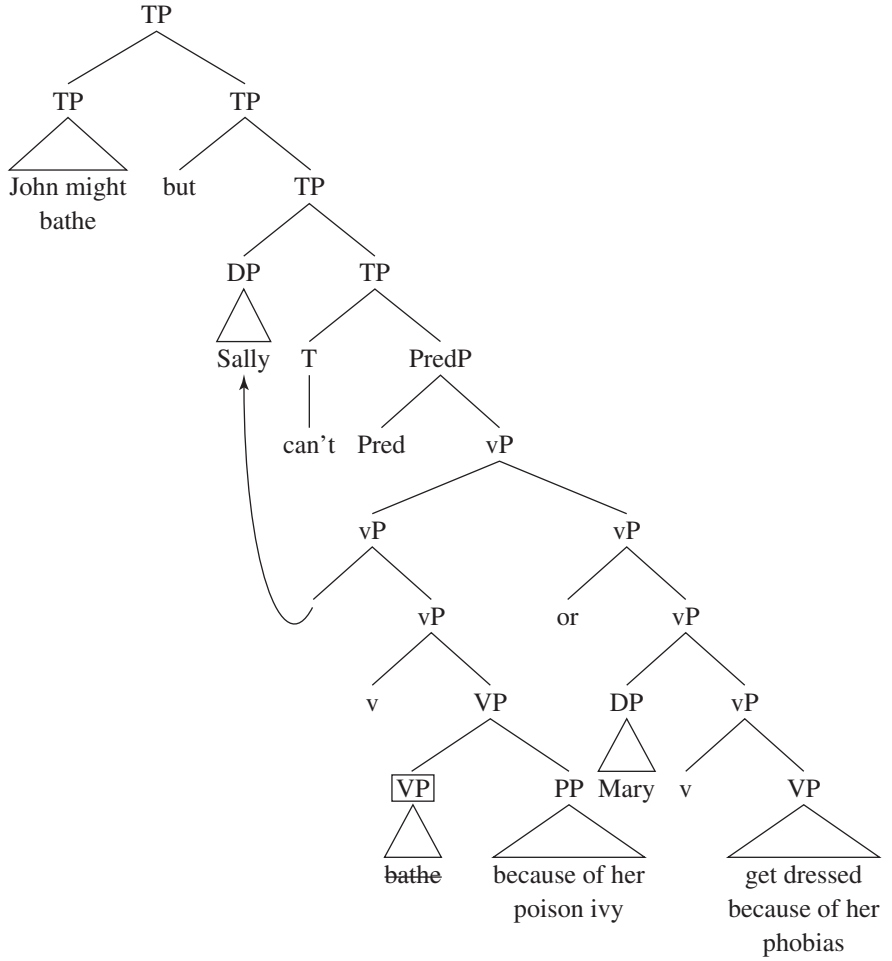 TP
TP TP
John might but TP
bathe
DP TP
Sally T PredP
can't Pred vP
vP vP
vP or vP
v VP DP vP
VP PP Mary v VP
bathe because of her get dressed
poison ivy because of her
phobias